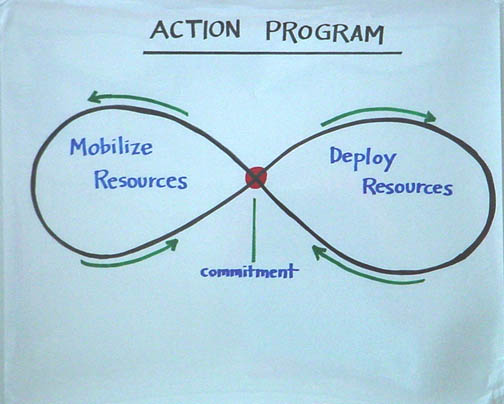 ACTION PROGRAM
Mobilize
Resources
Deploy
Resources
commitment